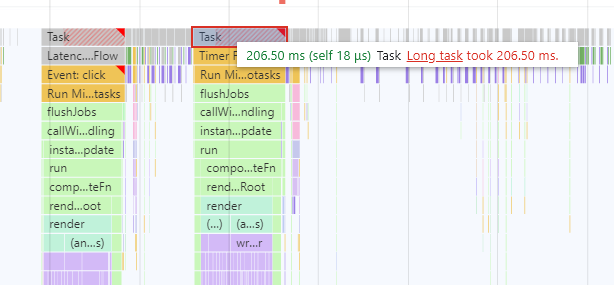 Task
Task
206.50 ms (self 18 μs) Task Long task took 206.50 ms.
Latenc....Flow
Timer F
Event: click
Run Mi...otasks
Run Mi...tasks
flushJobs
flushJobs
callWi...ndling
callWi...dling
instan...pdate
insta...pdate
run
run
compo...teFn
comp...teFn
rend...Root
rend...oot
render
render
(...) (a...s)
(an...s)
wr...r